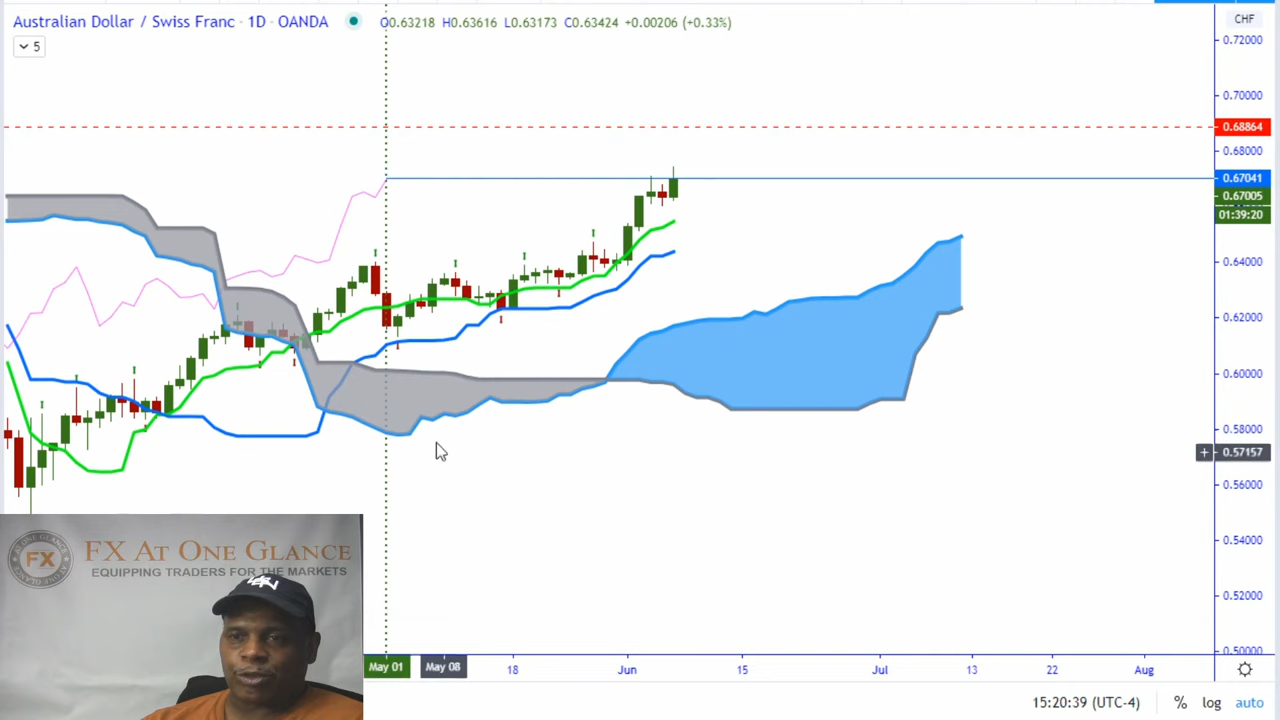 Australian Dollar / Swiss Franc · 1D · OANDA O0.63218 H0.63616 L0.63173 C0.63424 +0.00206 (+0.33%)
5
CHF
0.72000
0.70000
0.68864
0.68000
0.67041
0.67005
01:39:20
0.64000
0.62000
0.60000
0.58000
+ 0.57157
0.56000
0.54000
0.52000
0.50000
FX
AT ONE GLANCE
FX AT ONE GLANCE
EQUIPPING TRADERS FOR THE MARKETS
May 01 May 08 18 Jun 15 Jul 13 22 Aug
15:20:39 (UTC-4) % log auto